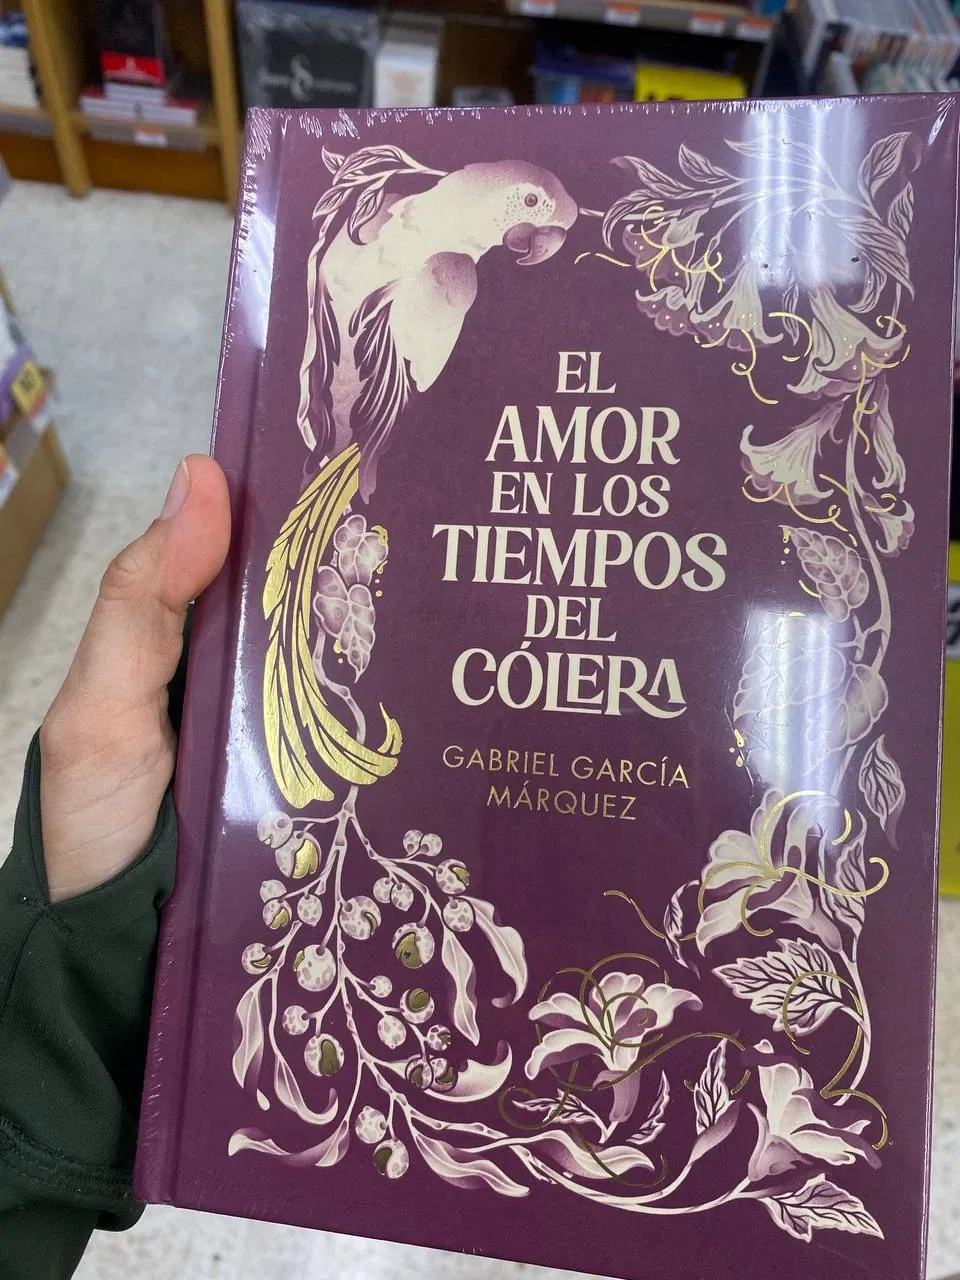 EL
AMOR
EN LOS
TIEMPOS
DEL
CÓLERA
GABRIEL GARCÍA
MÁRQUEZ